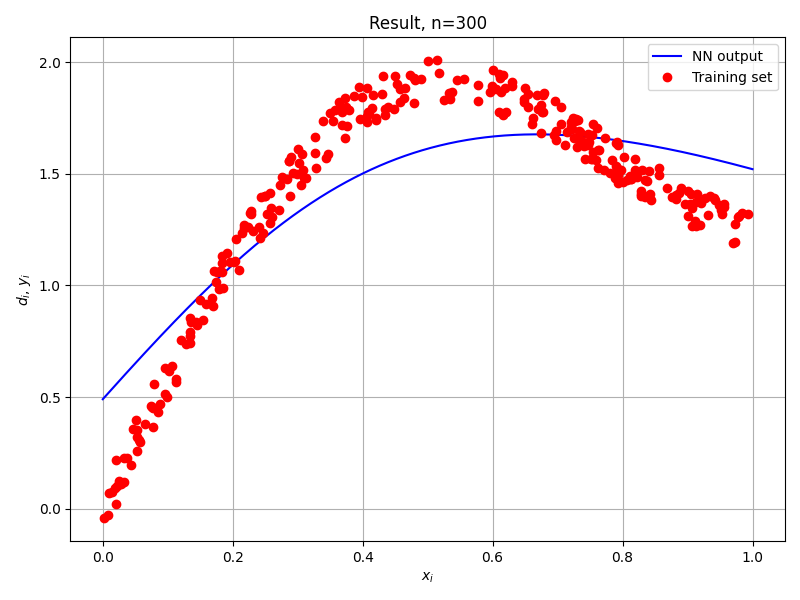 Result, n=300
NN output
Training set
2.0
1.5
1.0
0.5
0.0
d_i, y_i
0.0 0.2 0.4 0.6 0.8 1.0
x_i